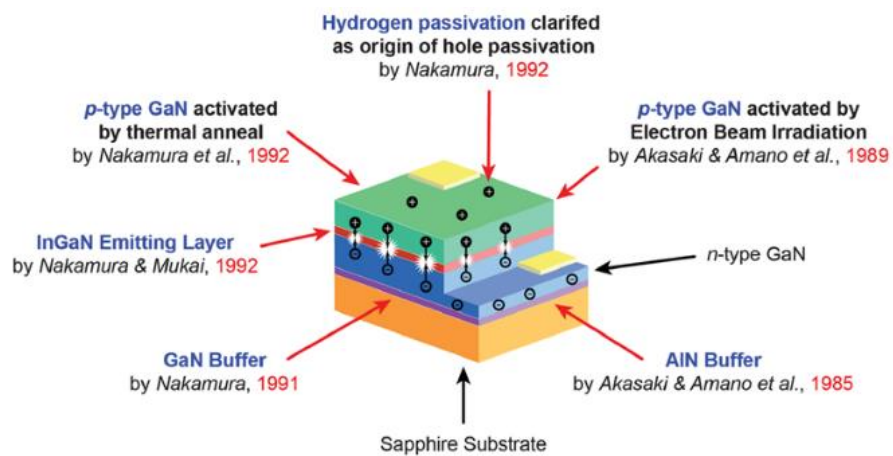 Hydrogen passivation clarifed
as origin of hole passivation
by Nakamura, 1992
p-type GaN activated
by thermal anneal
by Nakamura et al., 1992
p-type GaN activated by
Electron Beam Irradiation
by Akasaki & Amano et al., 1989
InGaN Emitting Layer
by Nakamura & Mukai, 1992
n-type GaN
GaN Buffer
by Nakamura, 1991
AlN Buffer
by Akasaki & Amano et al., 1985
Sapphire Substrate